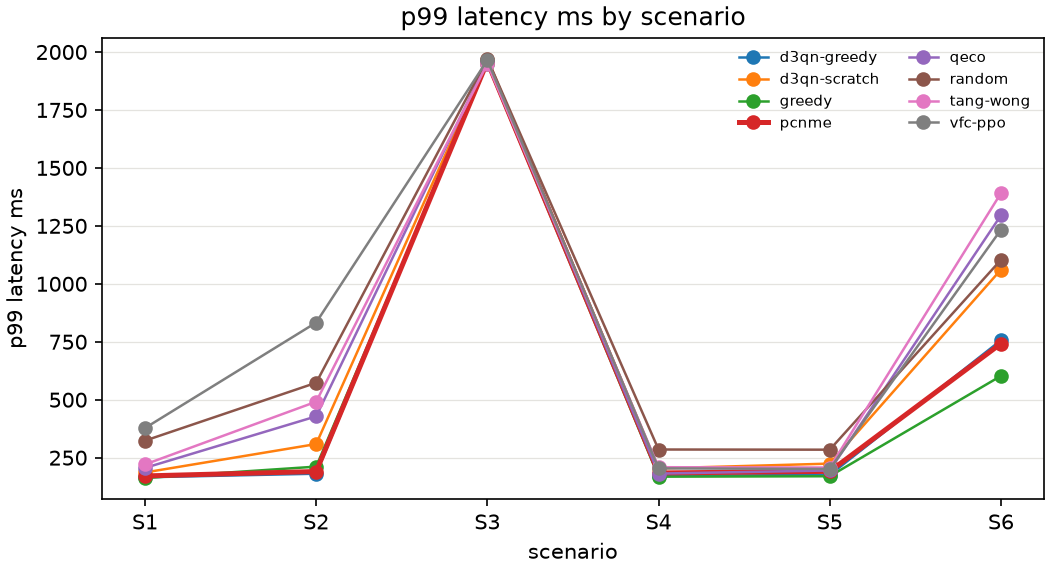 p99 latency ms by scenario
p99 latency ms
2000
1750
1500
1250
1000
750
500
250
d3qn-greedy
d3qn-scratch
greedy
pcnme
qeco
random
tang-wong
vfc-ppo
S1 S2 S3 S4 S5 S6
scenario